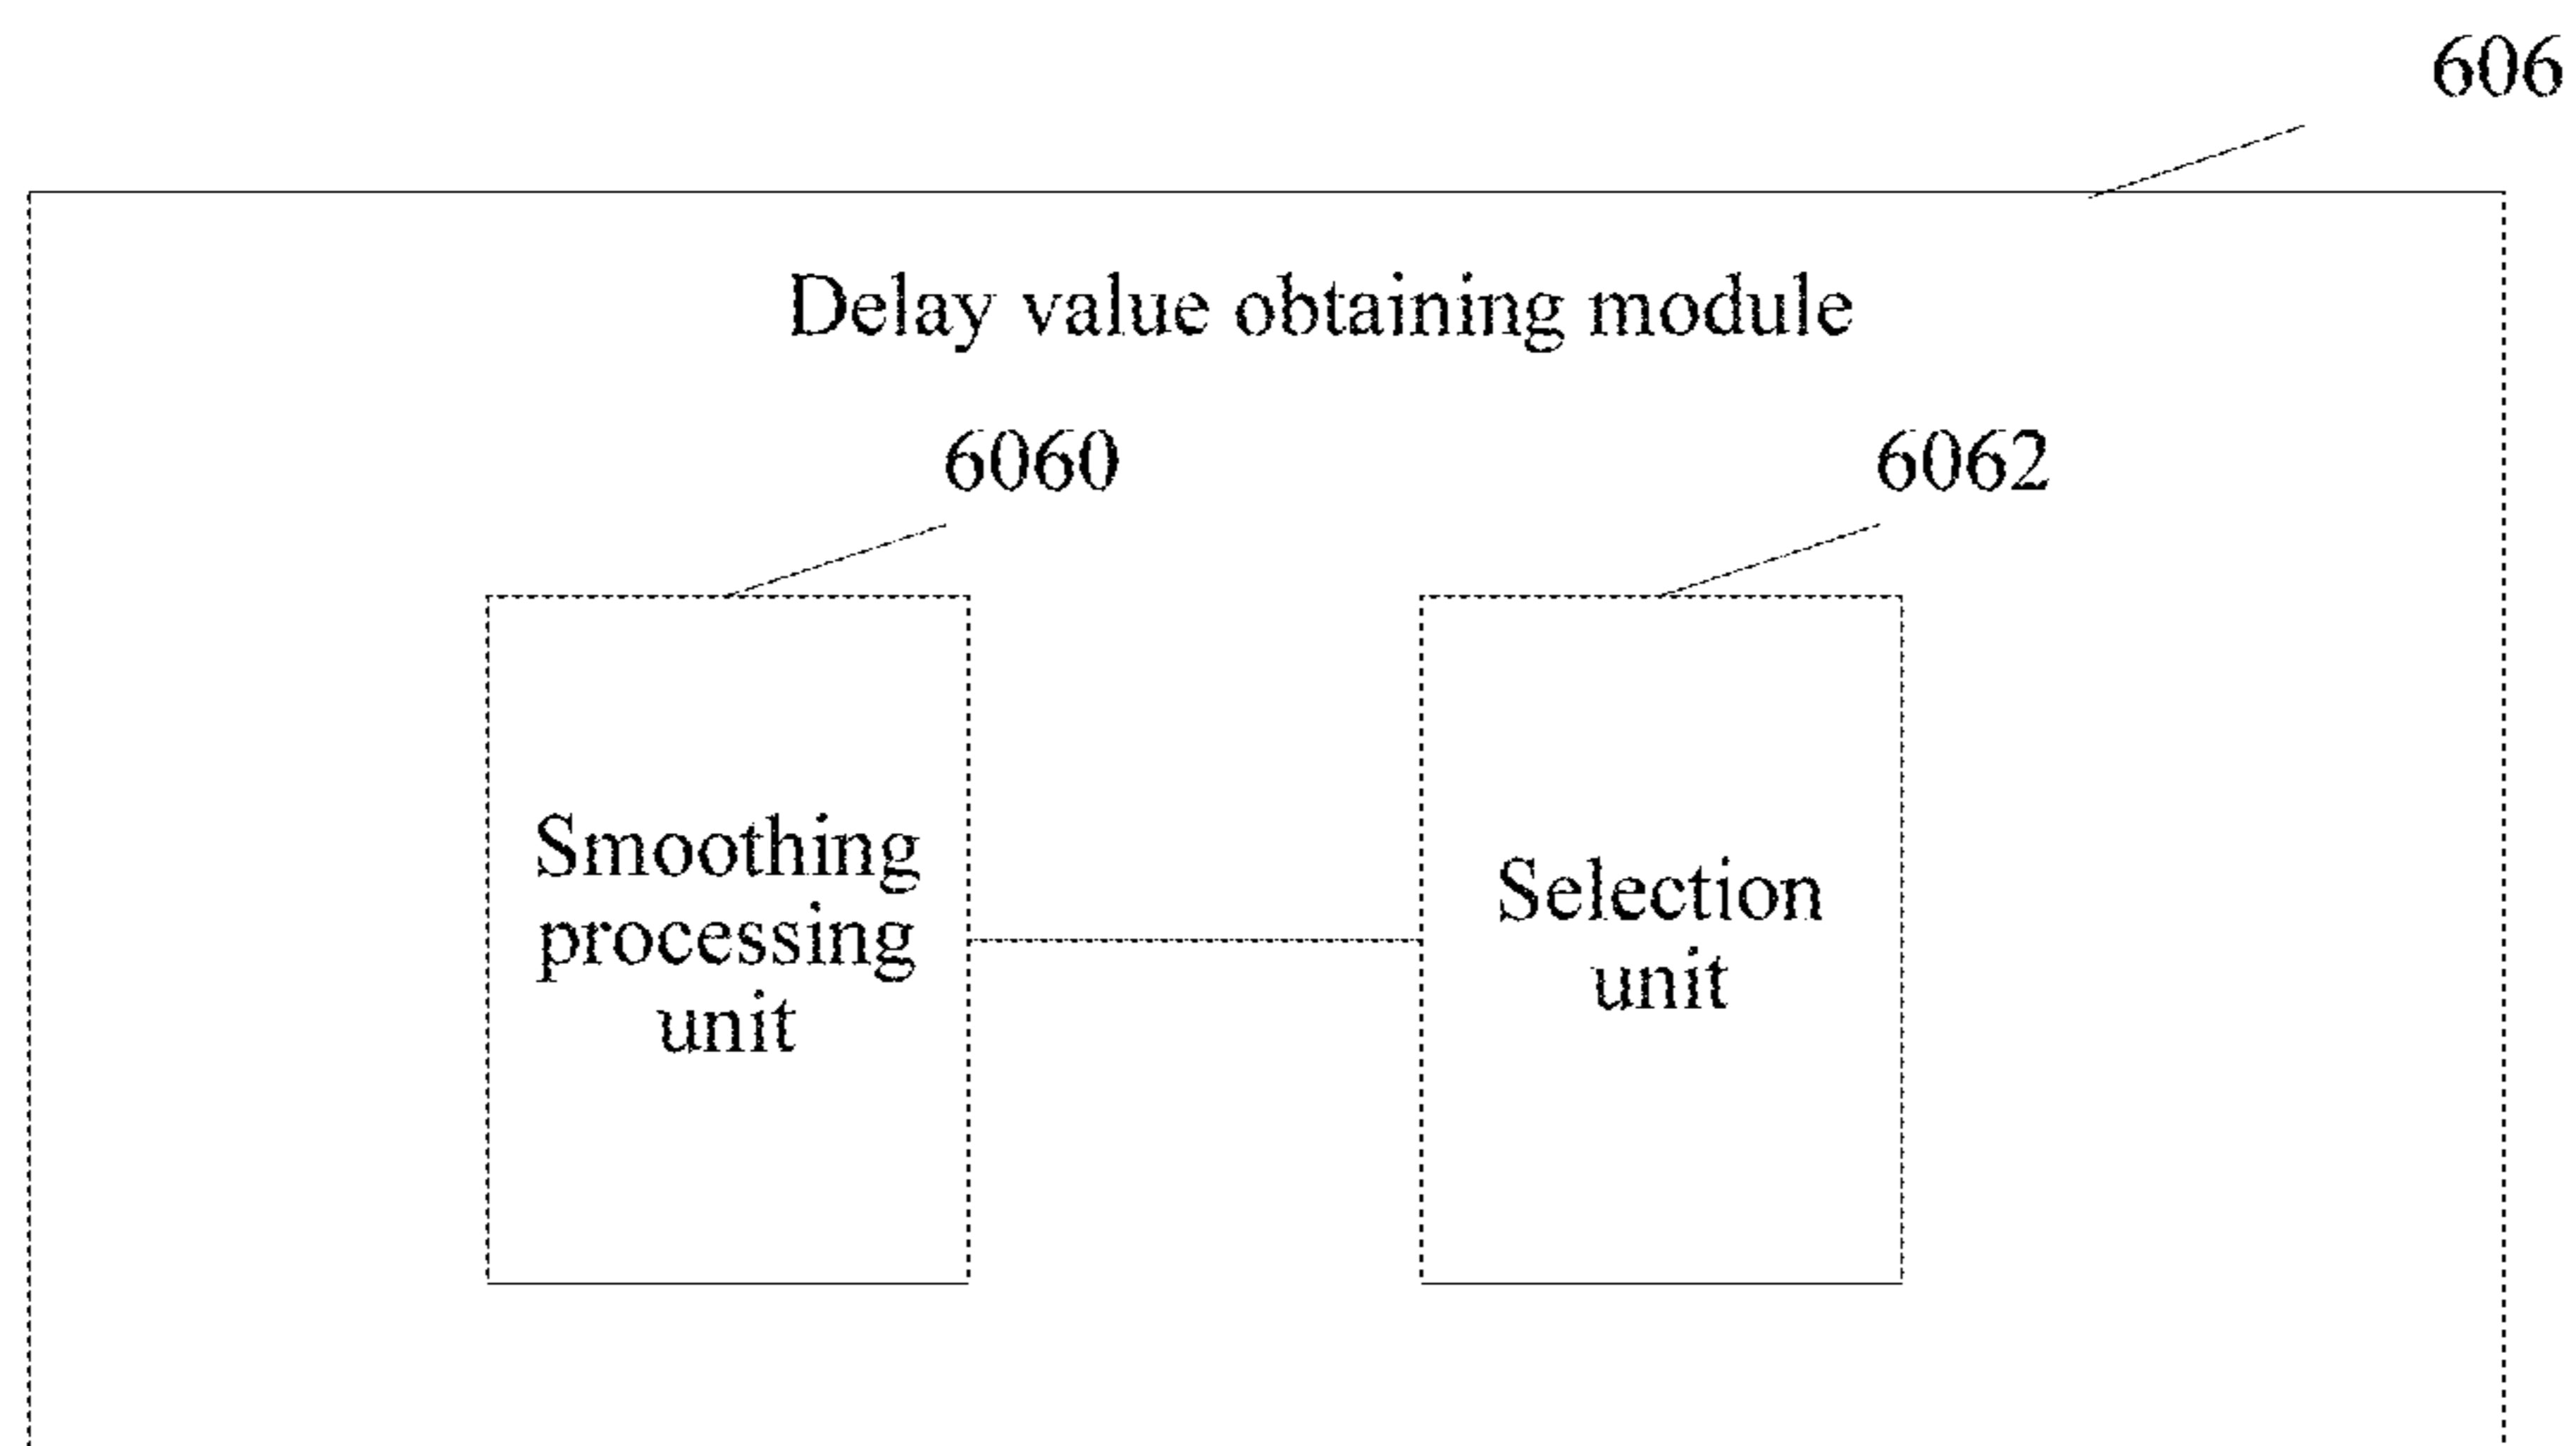 606
Delay value obtaining module
6060
6062
Smoothing
processing
unit
Selection
unit